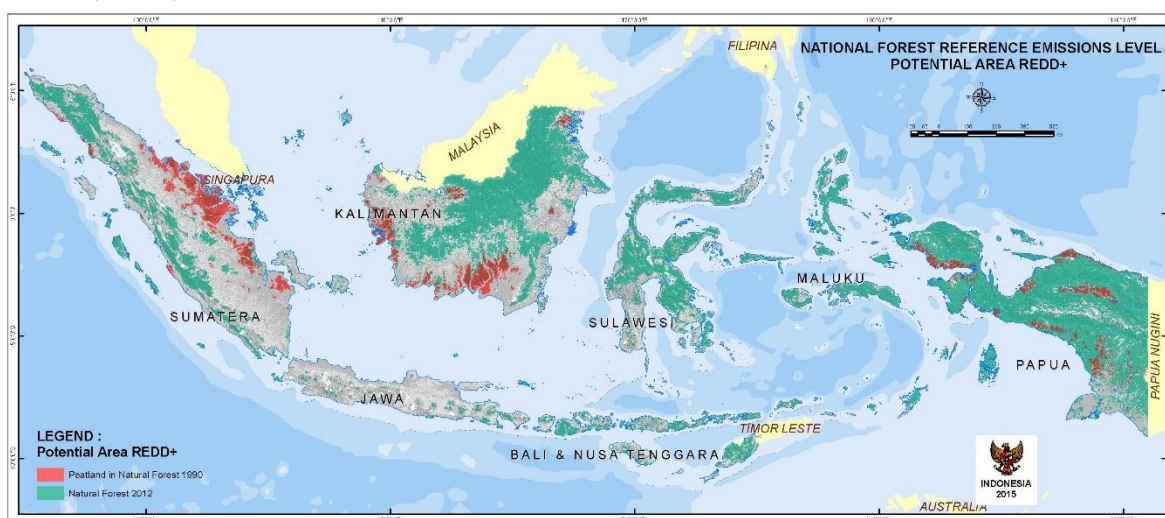 NATIONAL FOREST REFERENCE EMISSIONS LEVEL
POTENTIAL AREA REDD+
FILIPINA
MALAYSIA
SINGAPURA
KALIMANTAN
MALUKU
SUMATERA
SULAWESI
PAPUA
PAPUA NUGINI
JAWA
TIMOR LESTE
BALI & NUSA TENGGARA
AUSTRALIA
LEGEND :
Potential Area REDD+
Peatland in Natural Forest 1990
Natural Forest 2012
INDONESIA
2015